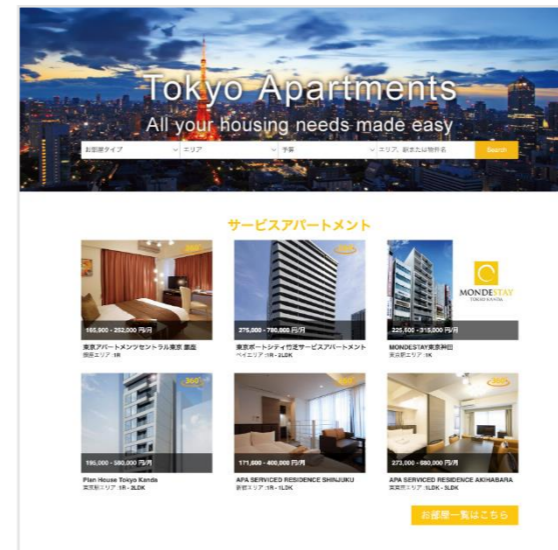 Tokyo Apartments
All your housing needs made easy
お部屋タイプ エリア 予算 エリア、駅または物件名 Search
サービスアパートメント
360°
360°
MONDESTAY
TOKYO KANDA
165,900 - 252,000 円/月
275,000 - 790,000 円/月
225,600 - 315,000 円/月
東京アパートメンツセントラル東京 銀座
東京ポートシティ竹芝サービスアパートメント
MONDESTAY東京神田
銀座エリア :1R
ベイエリア :1R - 2LDK
東京駅エリア :1K
360°
360°
195,000 - 580,000 円/月
171,600 - 400,000 円/月
273,000 - 660,000 円/月
Plan House Tokyo Kanda
APA SERVICED RESIDENCE SHINJUKU
APA SERVICED RESIDENCE AKIHABARA
東京駅エリア :1R - 3LDK
新宿エリア :1R - 1LDK
エリア :1LDK - 3LDK
お部屋一覧はこちら